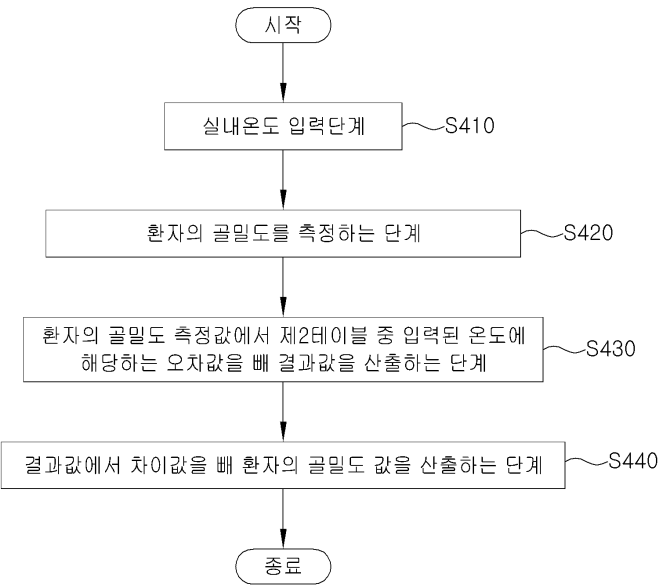 시작
실내온도 입력단계
S410
환자의 골밀도를 측정하는 단계
S420
환자의 골밀도 측정값에서 제2테이블 중 입력된 온도에
해당하는 오차값을 빼 결과값을 산출하는 단계
S430
결과값에서 차이값을 빼 환자의 골밀도 값을 산출하는 단계
S440
종료